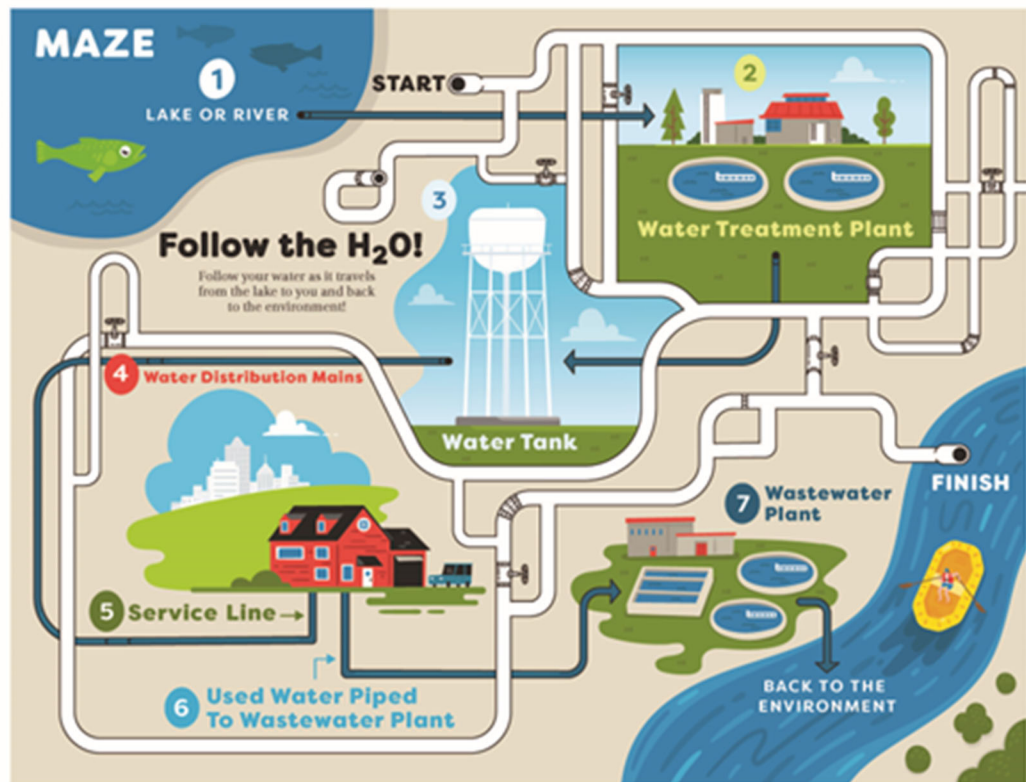 MAZE
1
LAKE OR RIVER
START
2
Water Treatment Plant
3
Follow the H₂0!
Follow your water as it travels
from the lake to you and back
to the environment!
4 Water Distribution Mains
Water Tank
FINISH
7 Wastewater
Plant
5 Service Line
6 Used Water Piped
To Wastewater Plant
BACK TO THE
ENVIRONMENT